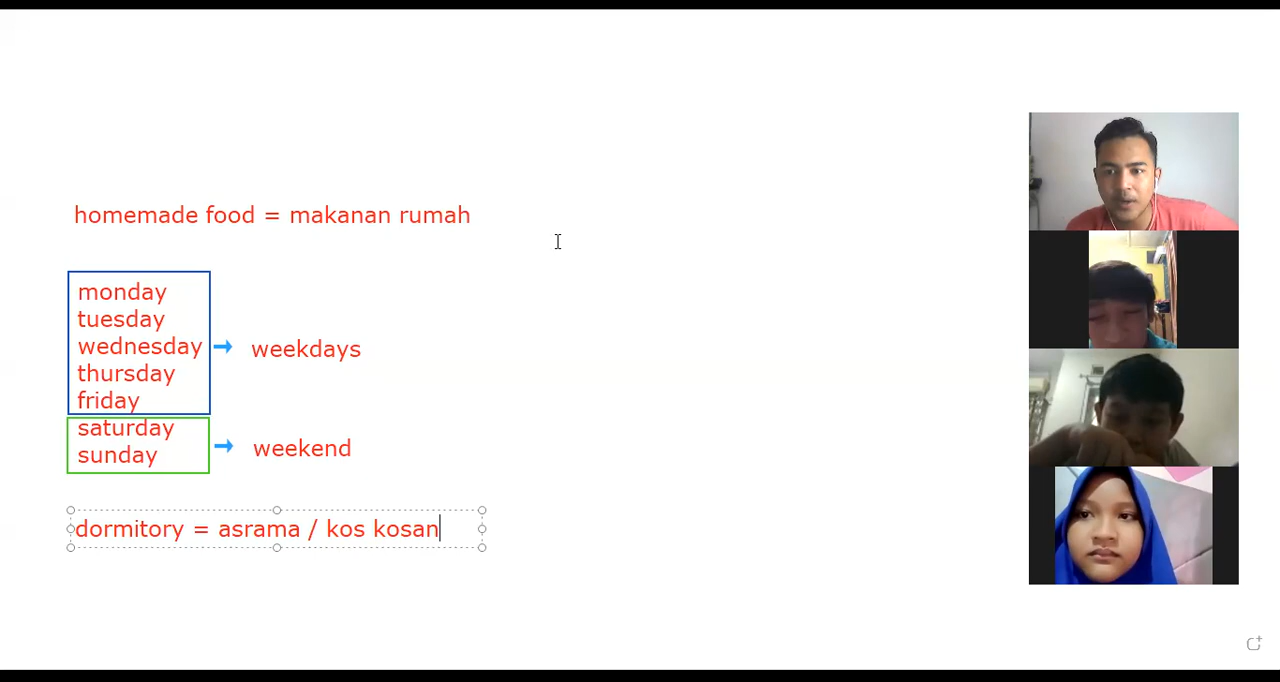 homemade food = makanan rumah
monday
tuesday
wednesday
thursday
friday
weekdays
saturday
sunday
weekend
dormitory = asrama / kos kosan